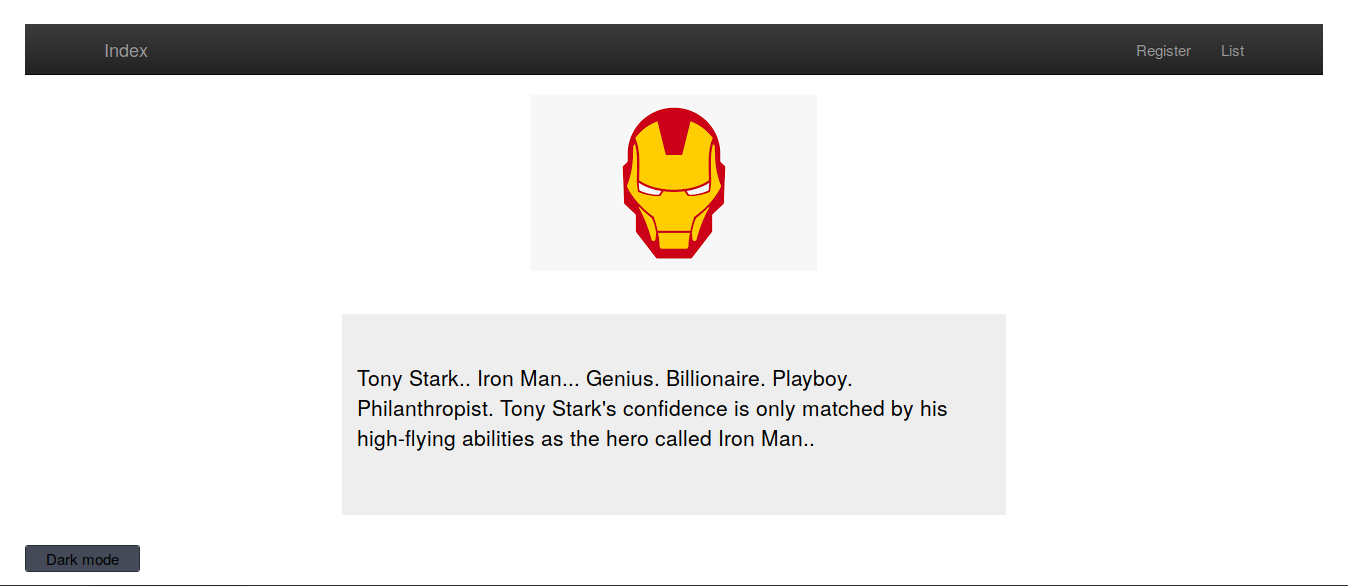 Index
Register
List
Tony Stark.. Iron Man... Genius. Billionaire. Playboy.
Philanthropist. Tony Stark's confidence is only matched by his
high-flying abilities as the hero called Iron Man..
Dark mode